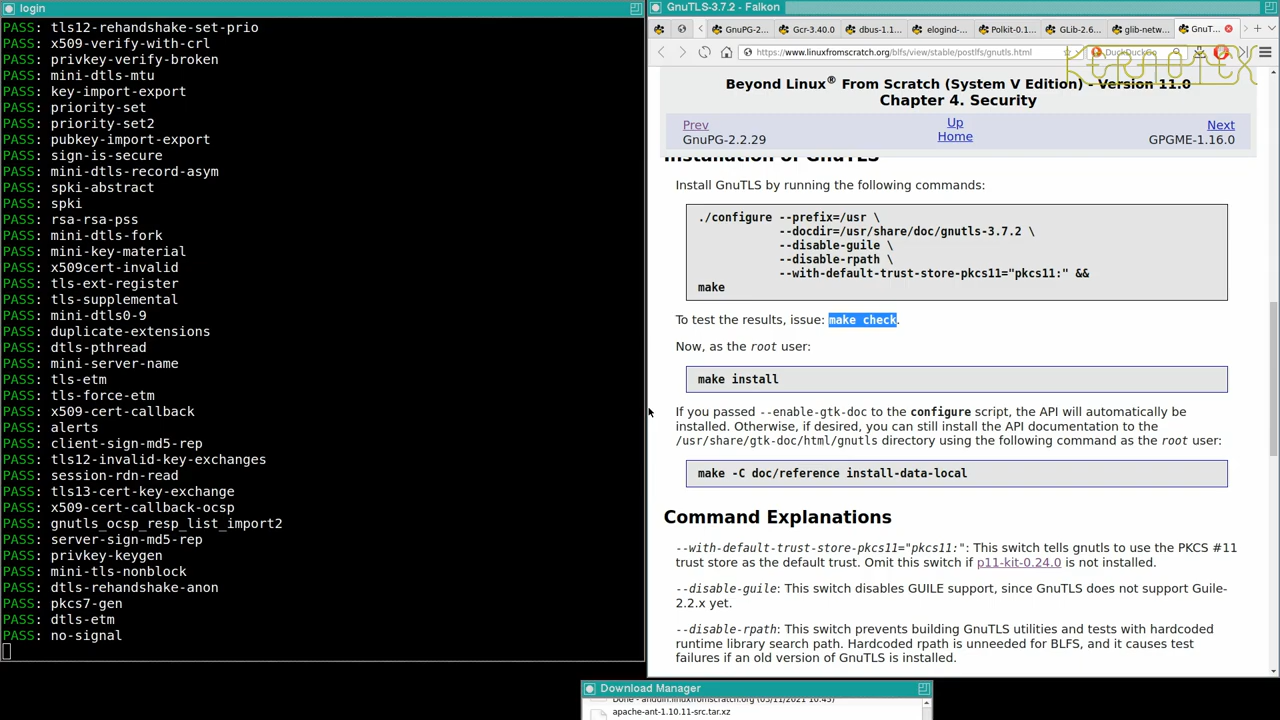 login
PASS: tls12-rehandshake-set-prio
PASS: x509-verify-with-crl
PASS: privkey-verify-broken
PASS: mini-dtls-mtu
PASS: key-import-export
PASS: priority-set
PASS: priority-set2
PASS: pubkey-import-export
PASS: sign-is-secure
PASS: mini-dtls-record-asym
PASS: spki-abstract
PASS: spki
PASS: rsa-rsa-pss
PASS: mini-dtls-fork
PASS: mini-key-material
PASS: x509cert-invalid
PASS: tls-ext-register
PASS: tls-supplemental
PASS: mini-dtls0-9
PASS: duplicate-extensions
PASS: dtls-pthread
PASS: mini-server-name
PASS: tls-etm
PASS: tls-force-etm
PASS: x509-cert-callback
PASS: alerts
PASS: client-sign-md5-rep
PASS: tls12-invalid-key-exchanges
PASS: session-rdn-read
PASS: tls13-cert-key-exchange
PASS: x509-cert-callback-ocsp
PASS: gnutls_ocsp_resp_list_import2
PASS: server-sign-md5-rep
PASS: privkey-keygen
PASS: mini-tls-nonblock
PASS: dtls-rehandshake-anon
PASS: pkcs7-gen
PASS: dtls-etm
PASS: no-signal
GnuTLS-3.7.2 - Falkon
GnuPG-2... Gcr-3.40.0 dbus-1.1... elogind-... Polkit-0.1... GLib-2.6... glib-netw... GnuT...
https://www.linuxfromscratch.org/blfs/view/stable/postlfs/gnutls.html DuckDuckGo
KERAOTEX
Beyond Linux® From Scratch (System V Edition) - Version 11.0
Chapter 4. Security
Prev Up Next
GnuPG-2.2.29 Home GPGME-1.16.0
Installation of GnuTLS
Install GnuTLS by running the following commands:
./configure --prefix=/usr \
--docdir=/usr/share/doc/gnutls-3.7.2 \
--disable-guile \
--disable-rpath \
--with-default-trust-store-pkcs11="pkcs11:" &&
make
To test the results, issue: make check.
Now, as the root user:
make install
If you passed --enable-gtk-doc to the configure script, the API will automatically be
installed. Otherwise, if desired, you can still install the API documentation to the
/usr/share/gtk-doc/html/gnutls directory using the following command as the root user:
make -C doc/reference install-data-local
Command Explanations
--with-default-trust-store-pkcs11="pkcs11:": This switch tells gnutls to use the PKCS #11
trust store as the default trust. Omit this switch if p11-kit-0.24.0 is not installed.
--disable-guile: This switch disables GUILE support, since GnuTLS does not support Guile-
2.2.x yet.
--disable-rpath: This switch prevents building GnuTLS utilities and tests with hardcoded
runtime library search path. Hardcoded rpath is unneeded for BLFS, and it causes test
failures if an old version of GnuTLS is installed.
Download Manager
Done - anduin.linuxfromscratch.org (05/11/2021 10:45)
apache-ant-1.10.11-src.tar.xz